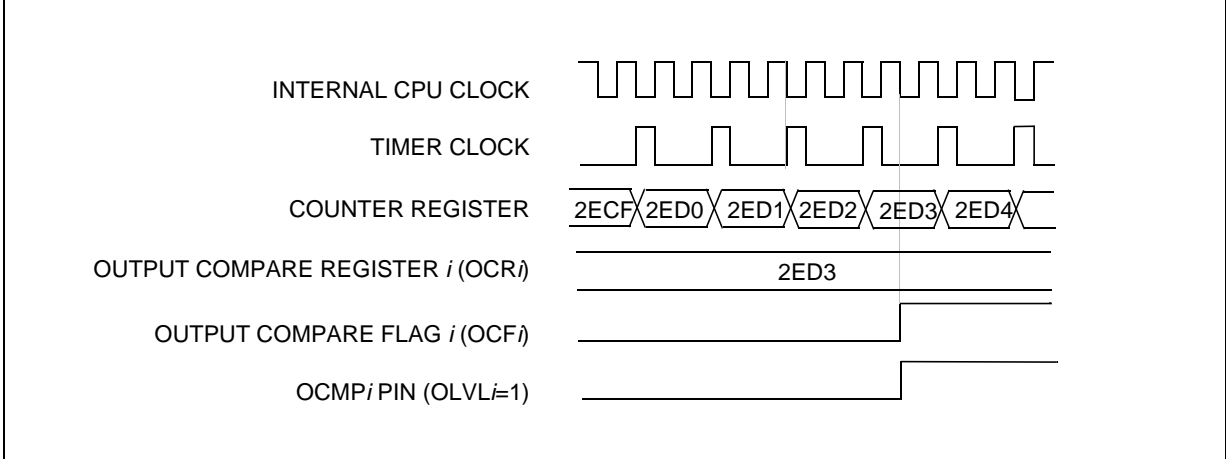 INTERNAL CPU CLOCK
TIMER CLOCK
COUNTER REGISTER 2ECF 2ED0 2ED1 2ED2 2ED3 2ED4
OUTPUT COMPARE REGISTER i (OCRi) 2ED3
OUTPUT COMPARE FLAG i (OCFi)
OCMPi PIN (OLVLi=1)